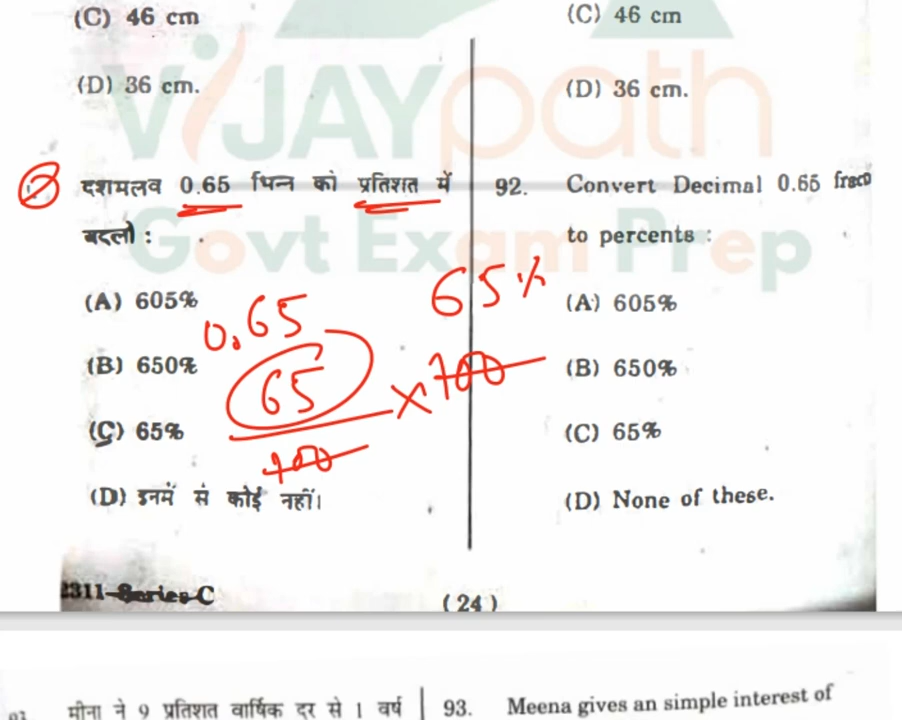 (C) 46 cm
(D) 36 cm.
VIJAYpath
Govt Exam Prep
दशमलव 0.65 भिन्न को प्रतिशत में
बदलो :
(A) 605%
(B) 650%
(C) 65%
(D) इनमें से कोई नहीं।
0.65
65
100
×100
65%
(C) 46 cm
(D) 36 cm.
92. Convert Decimal 0.65
to percents :
(A) 605%
(B) 650%
(C) 65%
(D) None of these.
2311-Series-C
(24)
मीना ने 9 प्रतिशत वार्षिक दर से 1 वर्ष
93. Meena gives an simple interest of